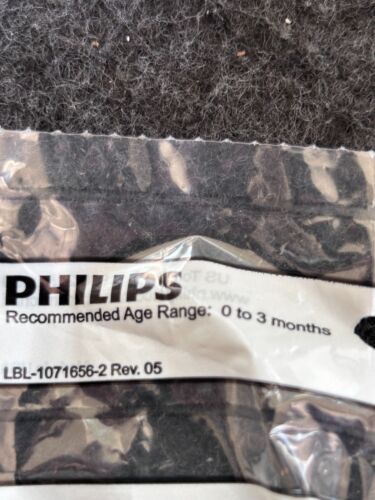 PHILIPS
Recommended Age Range: 0 to 3 months
LBL-1071656-2 Rev. 05